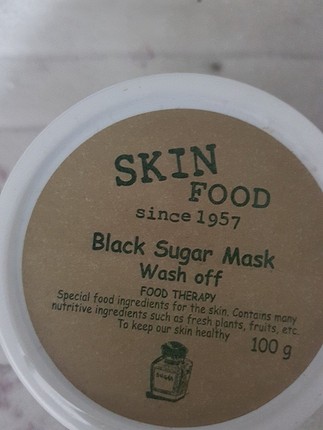 SKIN
FOOD
since 1957
Black Sugar Mask
Wash off
FOOD THERAPY
Special food ingredients for the skin. Contains many
nutritive ingredients such as fresh plants, fruits, etc.
To keep our skin healthy
100 g